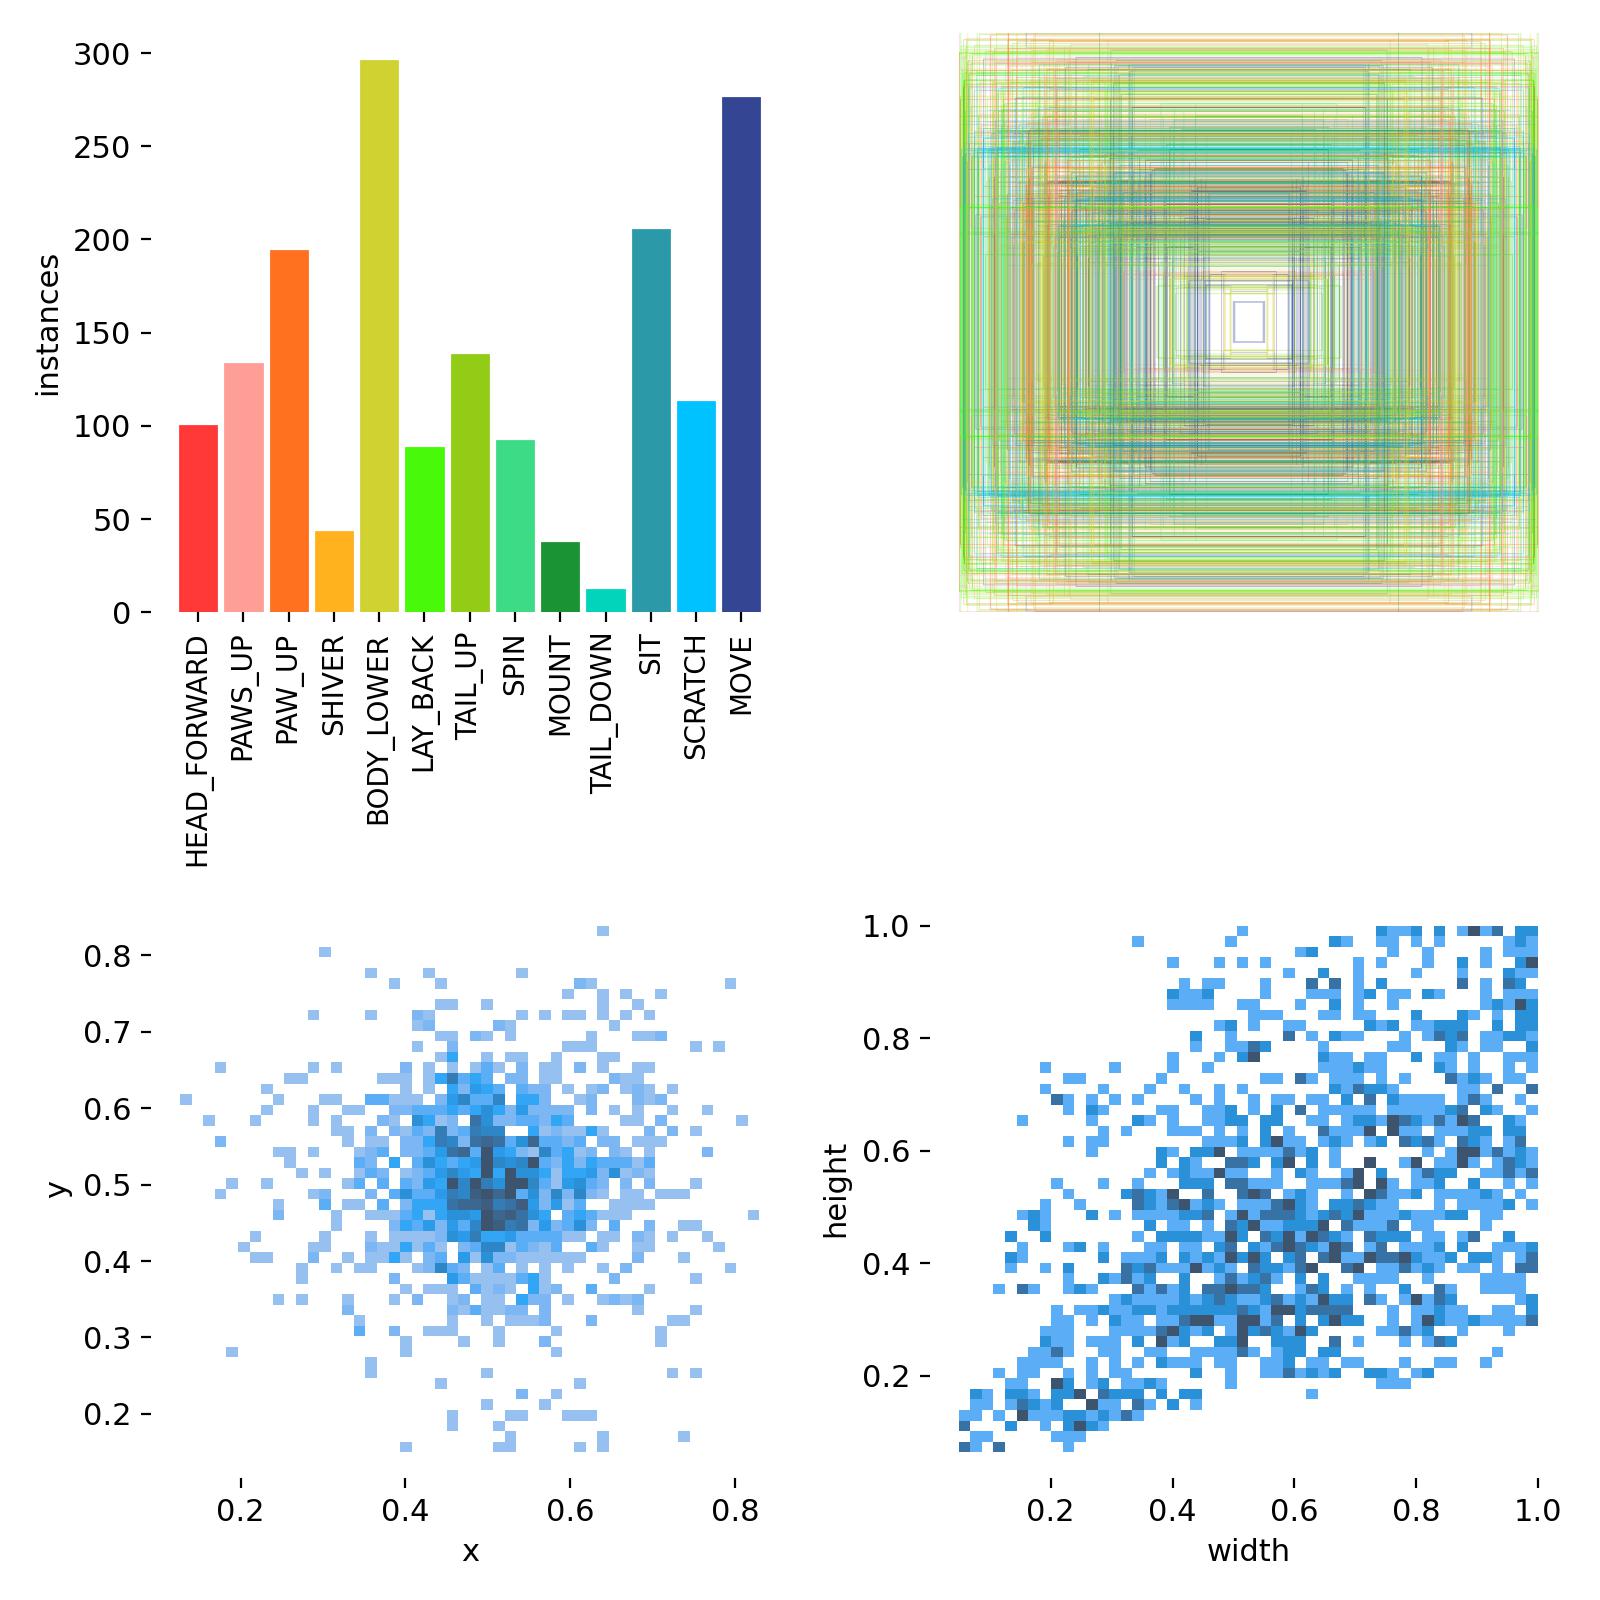 300
250
200
150
100
50
0
instances
HEAD_FORWARD
PAWS_UP
PAW_UP
SHIVER
BODY_LOWER
LAY_BACK
TAIL_UP
SPIN
MOUNT
TAIL_DOWN
SIT
SCRATCH
MOVE
0.8
0.7
0.6
0.5
0.4
0.3
0.2
y
0.2 0.4 0.6 0.8
x
1.0
0.8
0.6
0.4
0.2
height
0.2 0.4 0.6 0.8 1.0
width